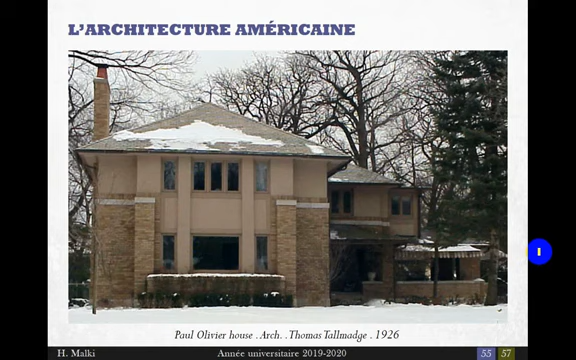 L'ARCHITECTURE AMÉRICAINE
Paul Olivier house . Arch. . Thomas Tallmadge . 1926
H. Malki Année universitaire 2019-2020 55 57